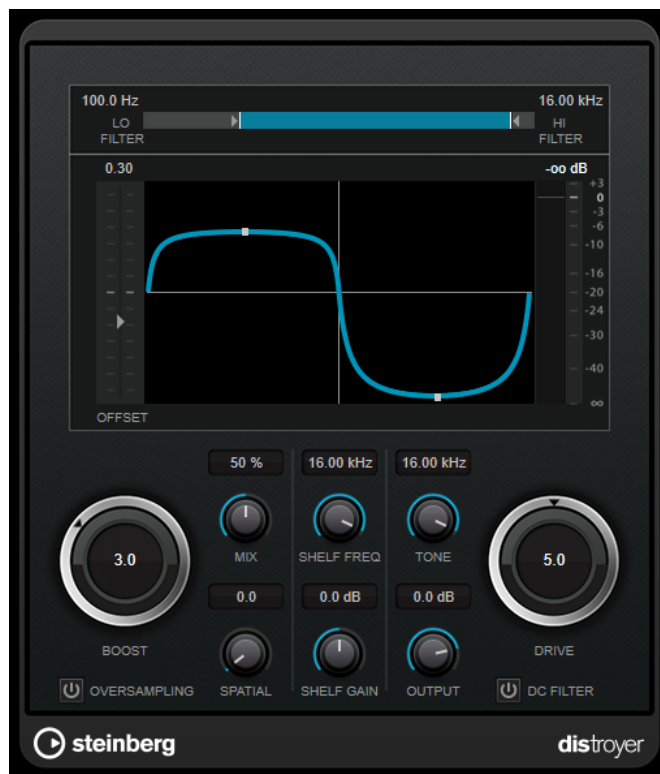 100.0 Hz
16.00 kHz
LO
FILTER
HI
FILTER
0.30
-oo dB
+3
0
-3
-6
-10
-16
-20
-24
-30
-40
∞
OFFSET
50 %
16.00 kHz
16.00 kHz
3.0
MIX
SHELF FREQ
TONE
5.0
0.0
0.0 dB
0.0 dB
BOOST
DRIVE
OVERSAMPLING
SPATIAL
SHELF GAIN
OUTPUT
DC FILTER
steinberg
distroyer